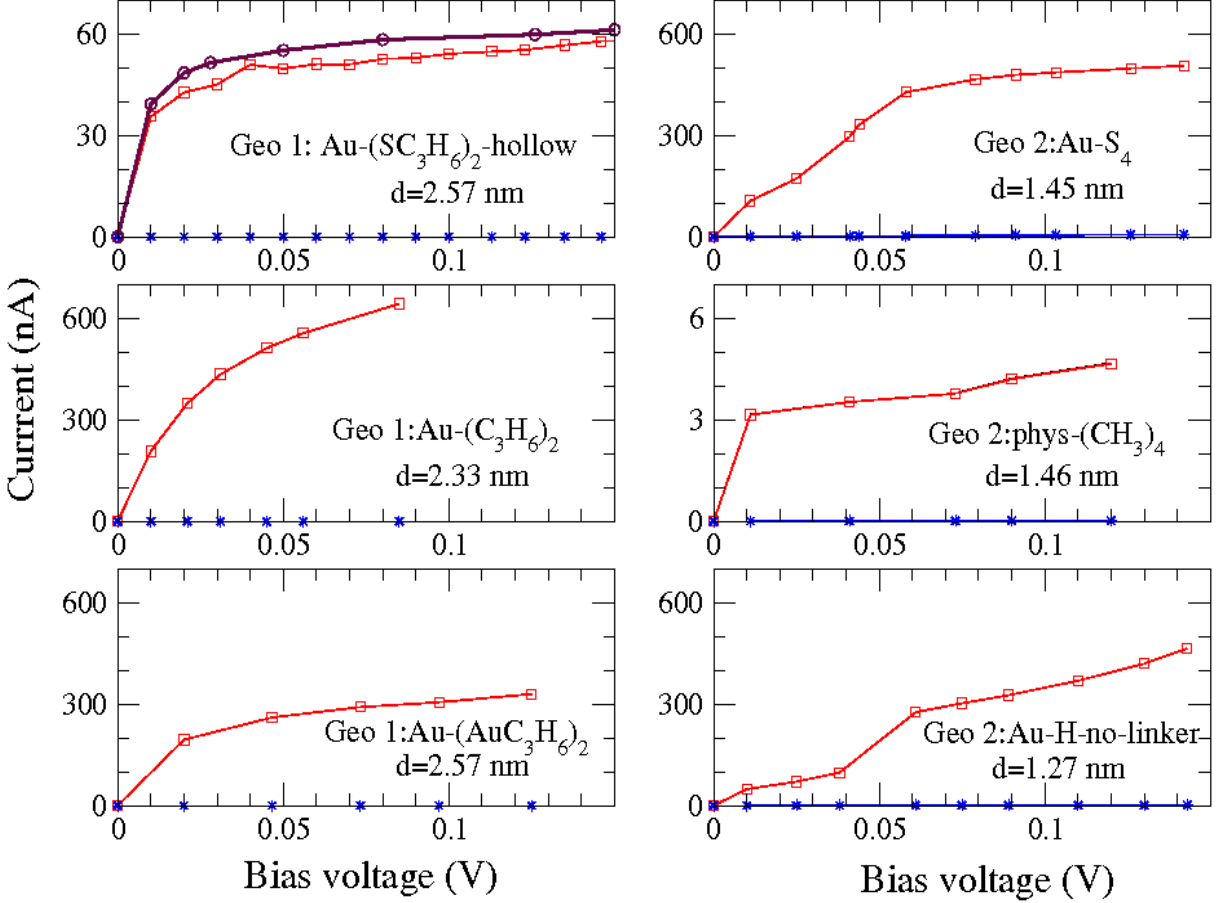 60
30
0
0
0.05
0.1
Geo 1: Au-(SC₃H₆)₂-hollow
d=2.57 nm
600
300
0
0
0.05
0.1
Geo 2:Au-S₄
d=1.45 nm
Currrent (nA)
600
300
0
0
0.05
0.1
Geo 1:Au-(C₃H₆)₂
d=2.33 nm
6
3
0
0
0.05
0.1
Geo 2:phys-(CH₃)₄
d=1.46 nm
600
300
0
0
0.05
0.1
Geo 1:Au-(AuC₃H₆)₂
d=2.57 nm
Bias voltage (V)
600
300
0
0
0.05
0.1
Geo 2:Au-H-no-linker
d=1.27 nm
Bias voltage (V)